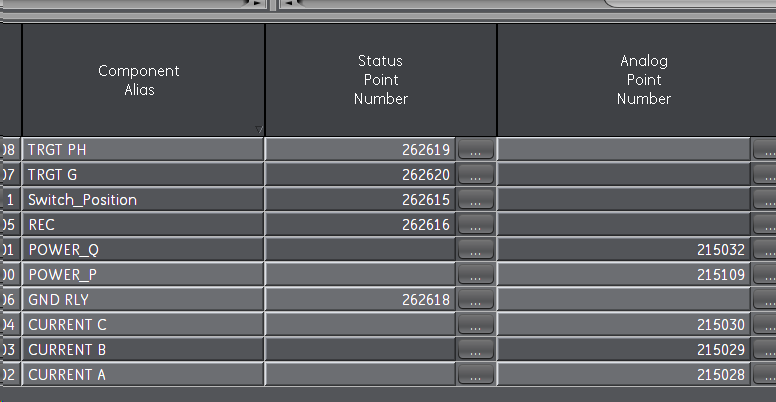 Component
Alias
Status
Point
Number
Analog
Point
Number
08 TRGT PH 262619 ... ...
07 TRGT G 262620 ... ...
1 Switch_Position 262615 ... ...
05 REC 262616 ... ...
01 POWER_Q ... 215032 ...
00 POWER_P ... 215109 ...
06 GND RLY 262618 ... ...
04 CURRENT C ... 215030 ...
03 CURRENT B ... 215029 ...
02 CURRENT A ... 215028 ...